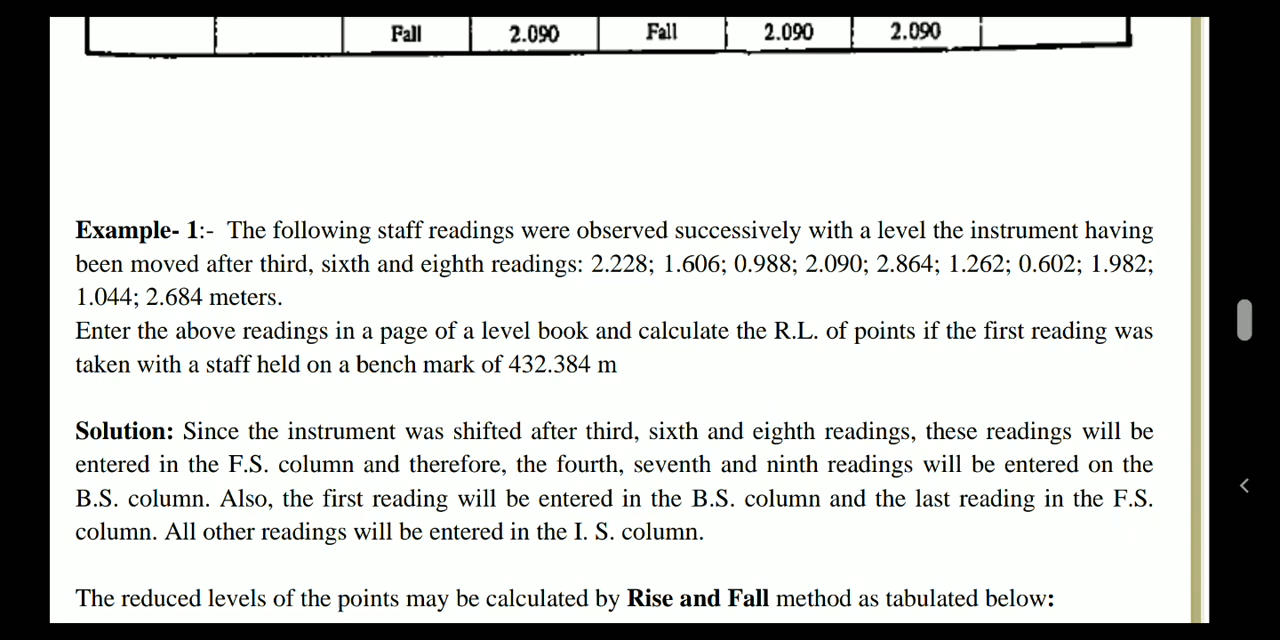 Fall 2.090 Fall 2.090 2.090
Example- 1:- The following staff readings were observed successively with a level the instrument having
been moved after third, sixth and eighth readings: 2.228; 1.606; 0.988; 2.090; 2.864; 1.262; 0.602; 1.982;
1.044; 2.684 meters.
Enter the above readings in a page of a level book and calculate the R.L. of points if the first reading was
taken with a staff held on a bench mark of 432.384 m
Solution: Since the instrument was shifted after third, sixth and eighth readings, these readings will be
entered in the F.S. column and therefore, the fourth, seventh and ninth readings will be entered on the
B.S. column. Also, the first reading will be entered in the B.S. column and the last reading in the F.S.
column. All other readings will be entered in the I. S. column.
The reduced levels of the points may be calculated by Rise and Fall method as tabulated below: